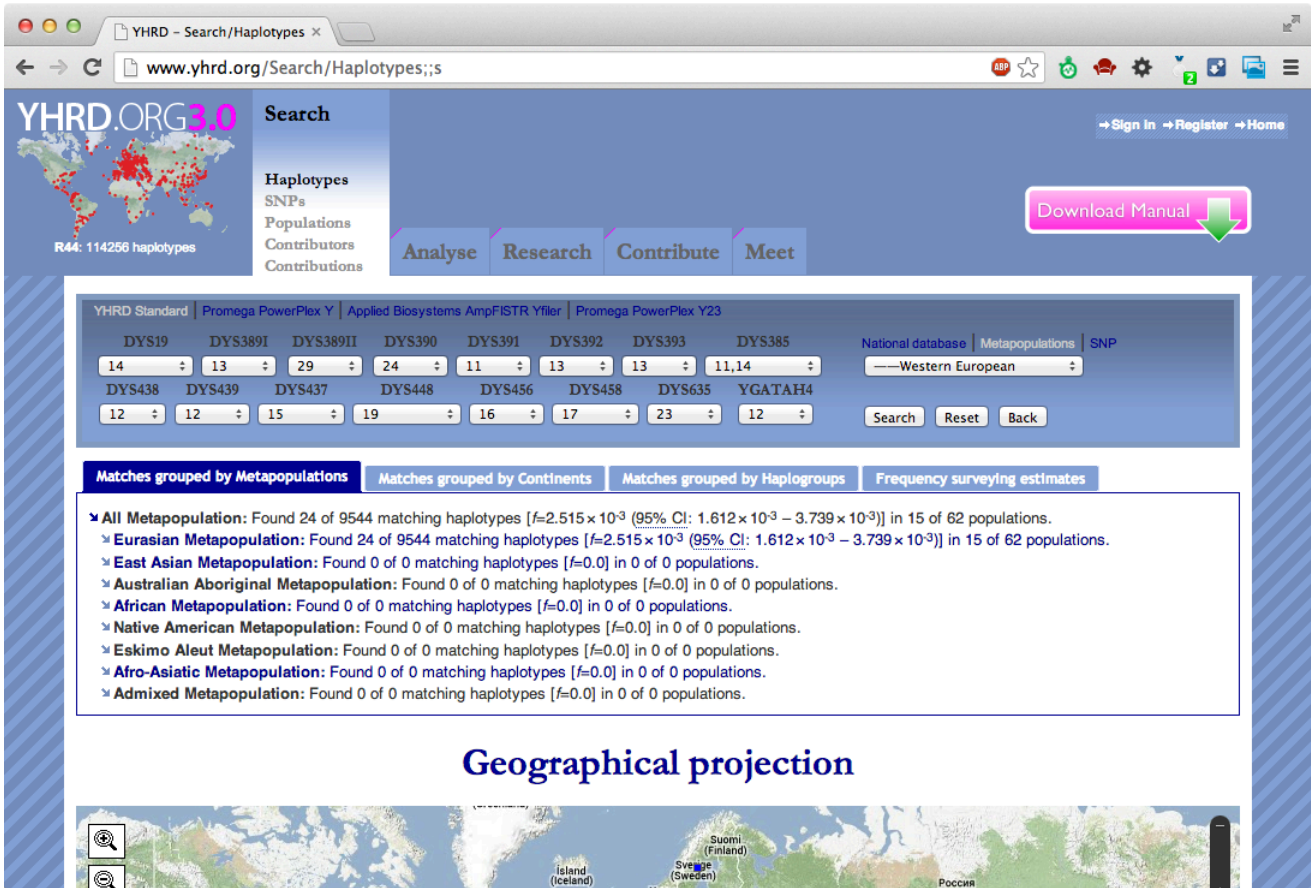 YHRD – Search/Haplotypes ×
www.yhrd.org/Search/Haplotypes;;s
ABP
2
YHRD.ORG3.0
R44: 114256 haplotypes
Search
Haplotypes
SNPs
Populations
Contributors
Contributions
Analyse Research Contribute Meet
Sign in Register Home
Download Manual
YHRD Standard | Promega PowerPlex Y | Applied Biosystems AmpFlSTR Yfiler | Promega PowerPlex Y23
DYS19 DYS389I DYS389II DYS390 DYS391 DYS392 DYS393 DYS385
14 13 29 24 11 13 13 11,14
DYS438 DYS439 DYS437 DYS448 DYS456 DYS458 DYS635 YGATAH4
12 12 15 19 16 17 23 12
National database | Metapopulations | SNP
——Western European
Search Reset Back
Matches grouped by Metapopulations Matches grouped by Continents Matches grouped by Haplogroups Frequency surveying estimates
All Metapopulation: Found 24 of 9544 matching haplotypes [f=2.515×10-3 (95% CI: 1.612×10-3 – 3.739×10-3)] in 15 of 62 populations.
Eurasian Metapopulation: Found 24 of 9544 matching haplotypes [f=2.515×10-3 (95% CI: 1.612×10-3 – 3.739×10-3)] in 15 of 62 populations.
East Asian Metapopulation: Found 0 of 0 matching haplotypes [f=0.0] in 0 of 0 populations.
Australian Aboriginal Metapopulation: Found 0 of 0 matching haplotypes [f=0.0] in 0 of 0 populations.
African Metapopulation: Found 0 of 0 matching haplotypes [f=0.0] in 0 of 0 populations.
Native American Metapopulation: Found 0 of 0 matching haplotypes [f=0.0] in 0 of 0 populations.
Eskimo Aleut Metapopulation: Found 0 of 0 matching haplotypes [f=0.0] in 0 of 0 populations.
Afro-Asiatic Metapopulation: Found 0 of 0 matching haplotypes [f=0.0] in 0 of 0 populations.
Admixed Metapopulation: Found 0 of 0 matching haplotypes [f=0.0] in 0 of 0 populations.
Geographical projection
Suomi
(Finland)
Sverige
(Sweden)
Ísland
(Iceland)
Россия